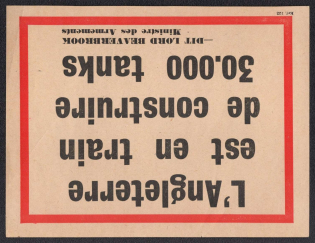 L'Angleterre
est en train
de construire
30.000 tanks
—DIT LORD BEAVERBROOK
Ministre des Armements